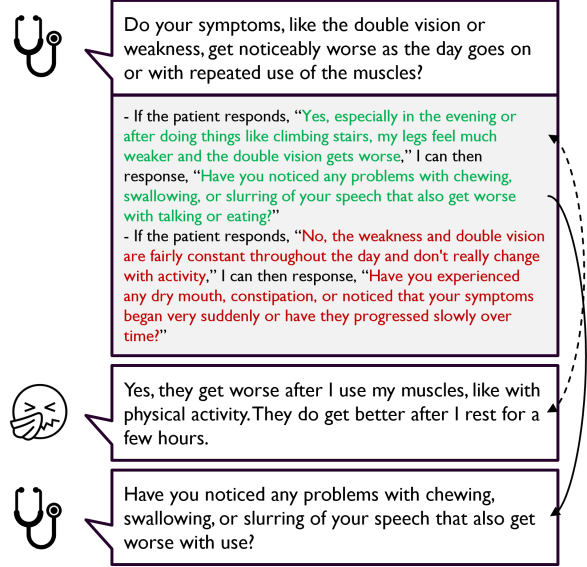 Do your symptoms, like the double vision or
weakness, get noticeably worse as the day goes on
or with repeated use of the muscles?
- If the patient responds, “Yes, especially in the evening or
after doing things like climbing stairs, my legs feel much
weaker and the double vision gets worse,” I can then
response, “Have you noticed any problems with chewing,
swallowing, or slurring of your speech that also get worse
with talking or eating?”
- If the patient responds, “No, the weakness and double vision
are fairly constant throughout the day and don't really change
with activity,” I can then response, “Have you experienced
any dry mouth, constipation, or noticed that your symptoms
began very suddenly or have they progressed slowly over
time?”
Yes, they get worse after I use my muscles, like with
physical activity. They do get better after I rest for a
few hours.
Have you noticed any problems with chewing,
swallowing, or slurring of your speech that also get
worse with use?